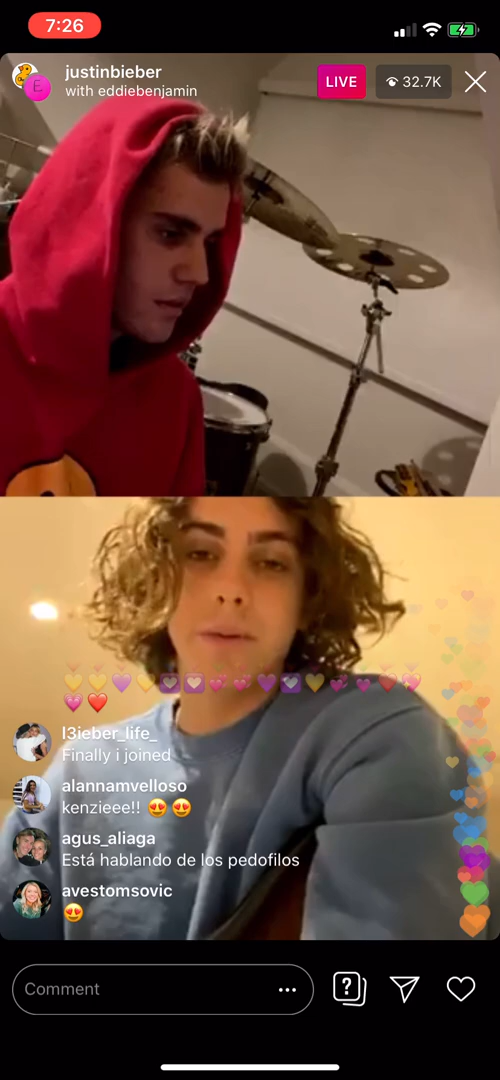 7:26
justinbieber
with eddiebenjamin
E
LIVE
32.7K
l3ieber_life_
Finally i joined
alannamvelloso
kenzieee!! 😍😍
agus_aliaga
Está hablando de los pedofilos
avestomsovic
😍
Comment